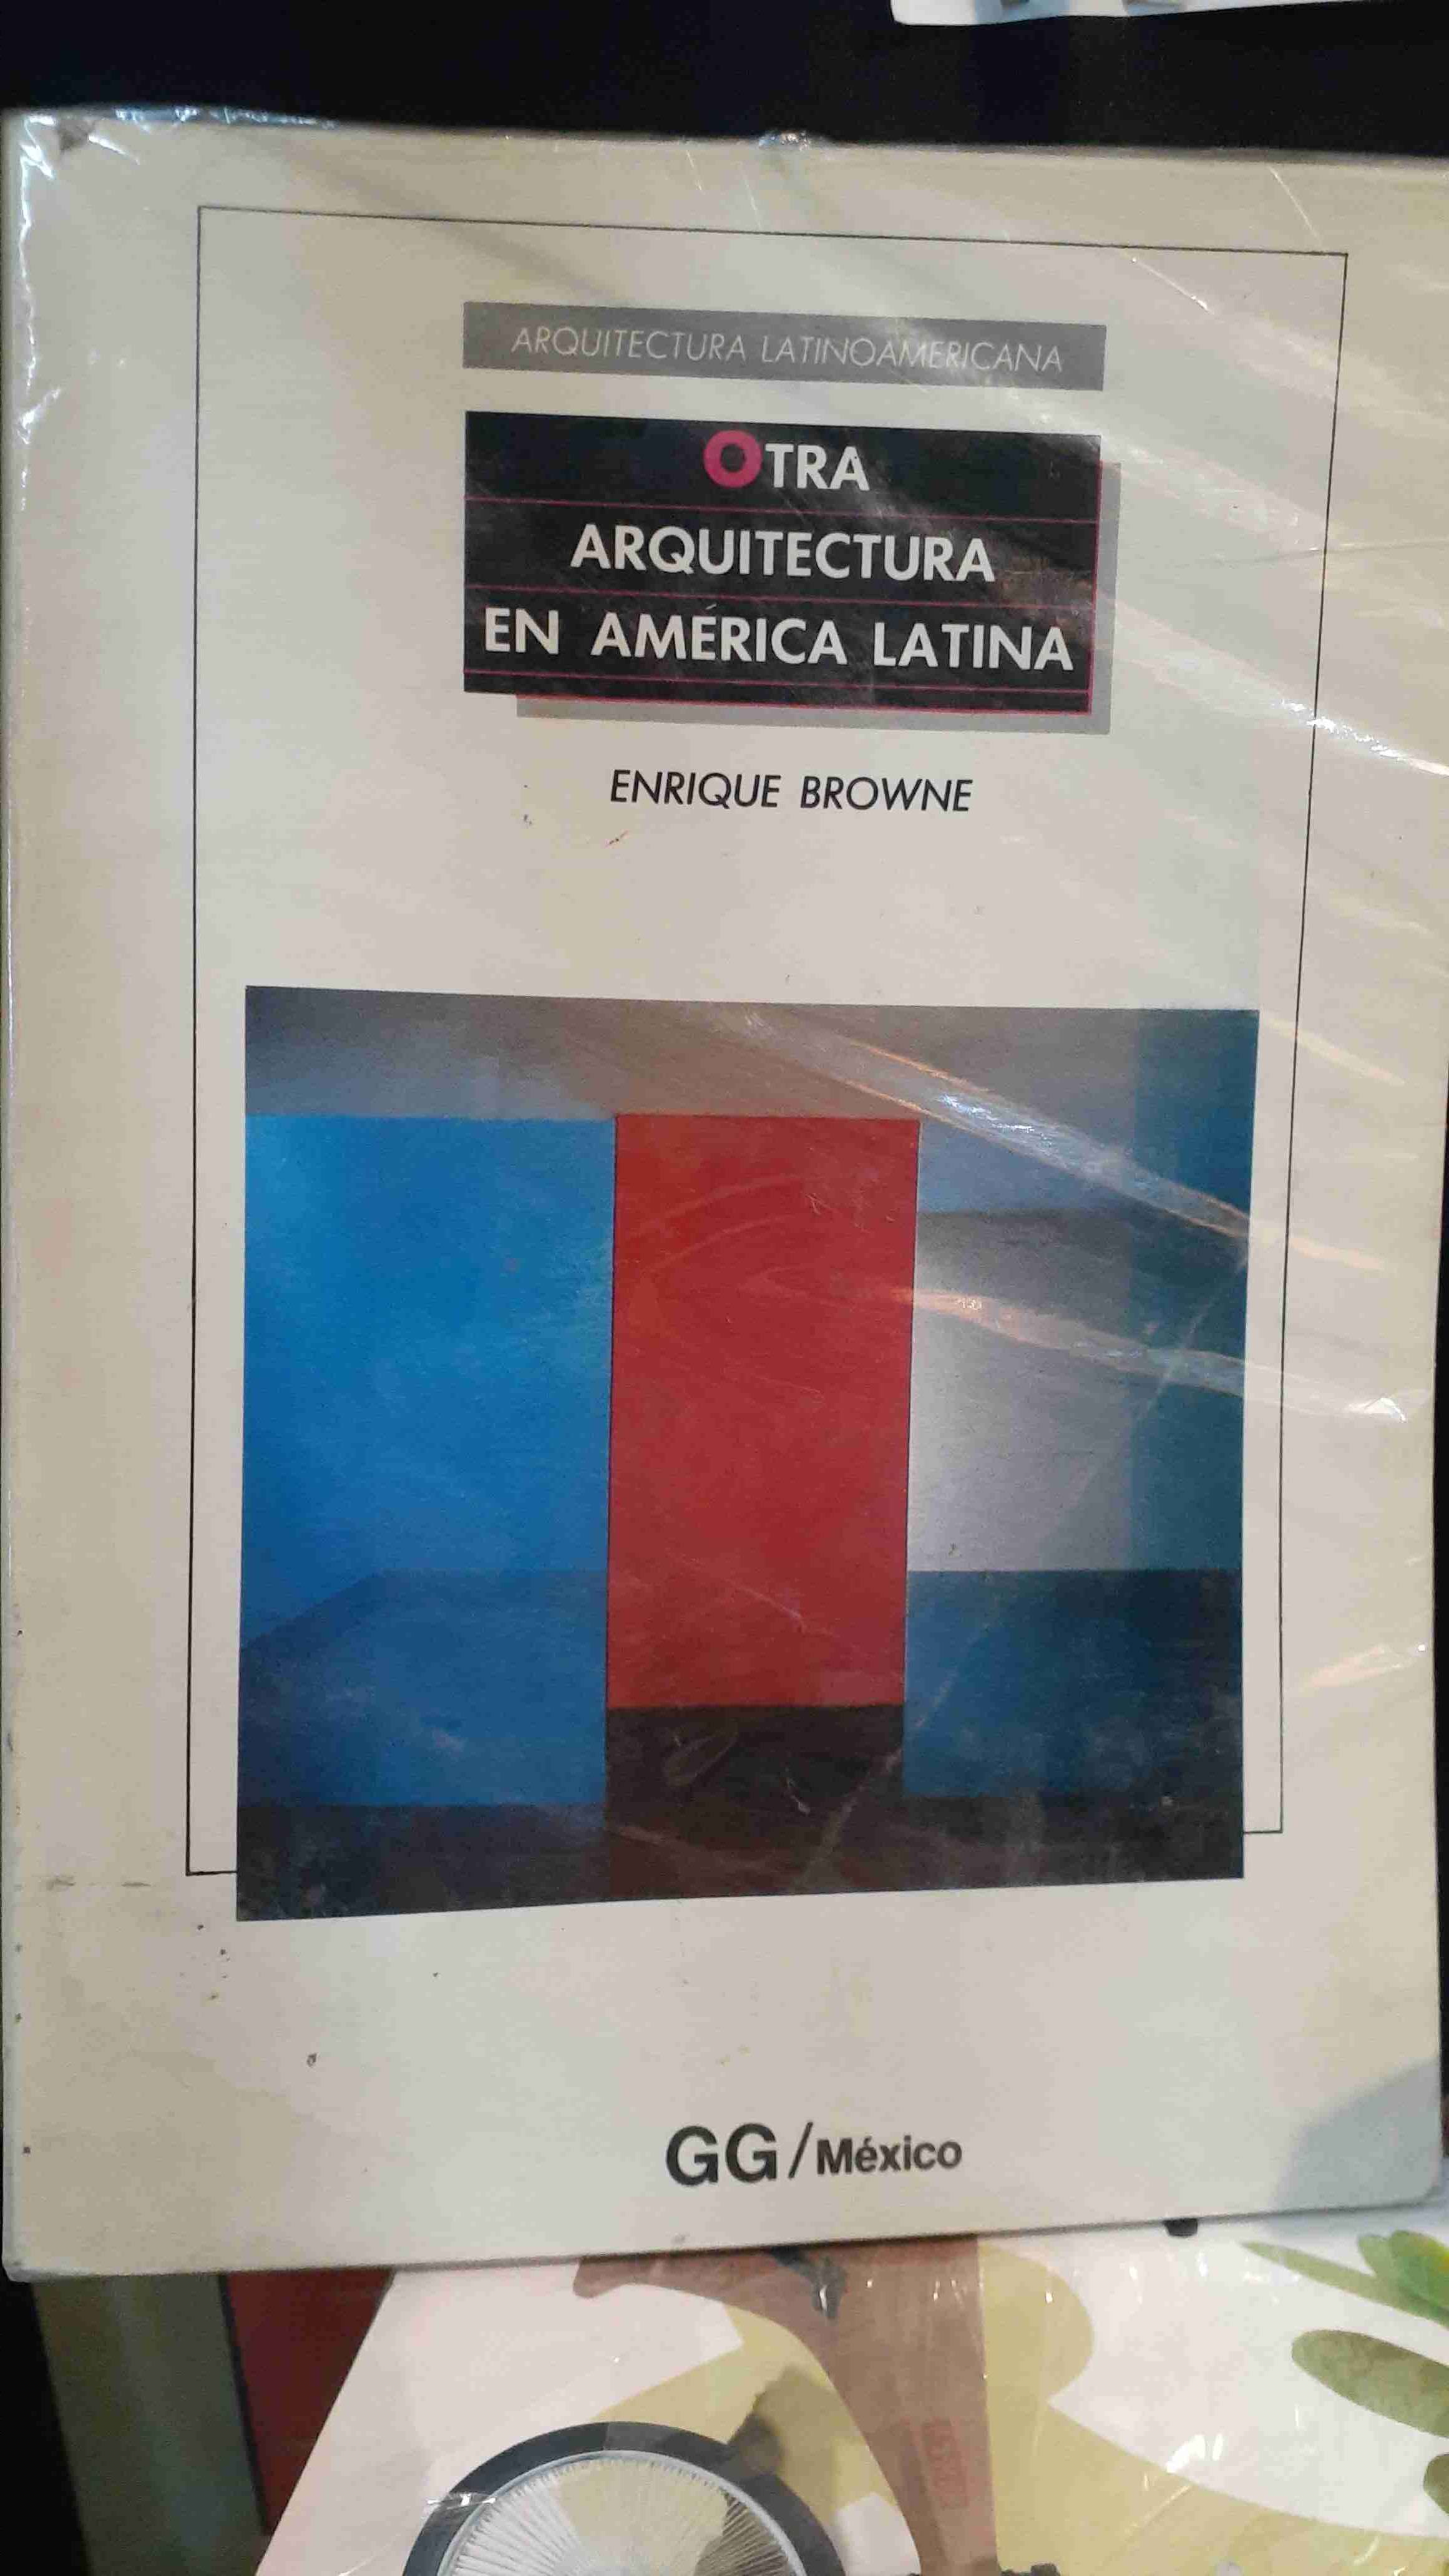 ARQUITECTURA LATINOAMERICANA
OTRA
ARQUITECTURA
EN AMÉRICA LATINA
ENRIQUE BROWNE
GG/México